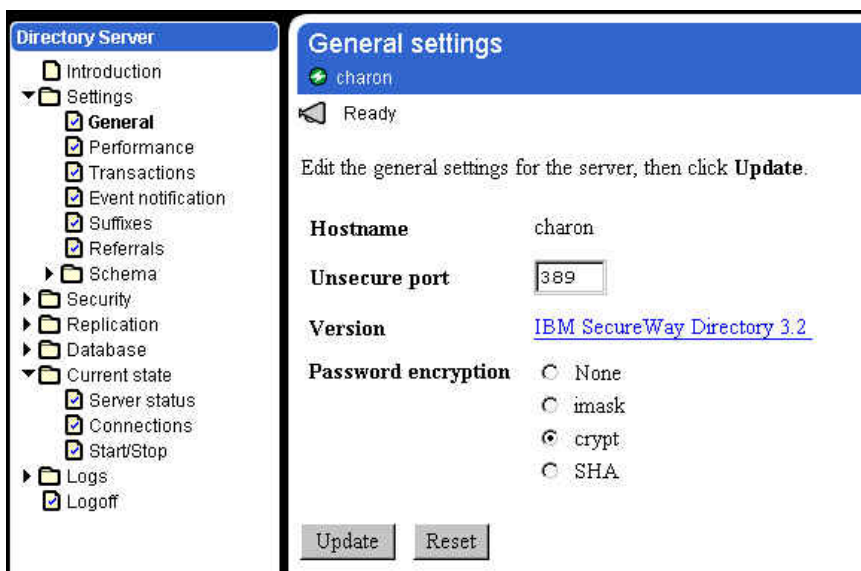 Directory Server
Introduction
Settings
General
Performance
Transactions
Event notification
Suffixes
Referrals
Schema
Security
Replication
Database
Current state
Server status
Connections
Start/Stop
Logs
Logoff
General settings
charon
Ready
Edit the general settings for the server, then click Update.
Hostname charon
Unsecure port 389
Version IBM SecureWay Directory 3.2
Password encryption None
imask
crypt
SHA
Update Reset